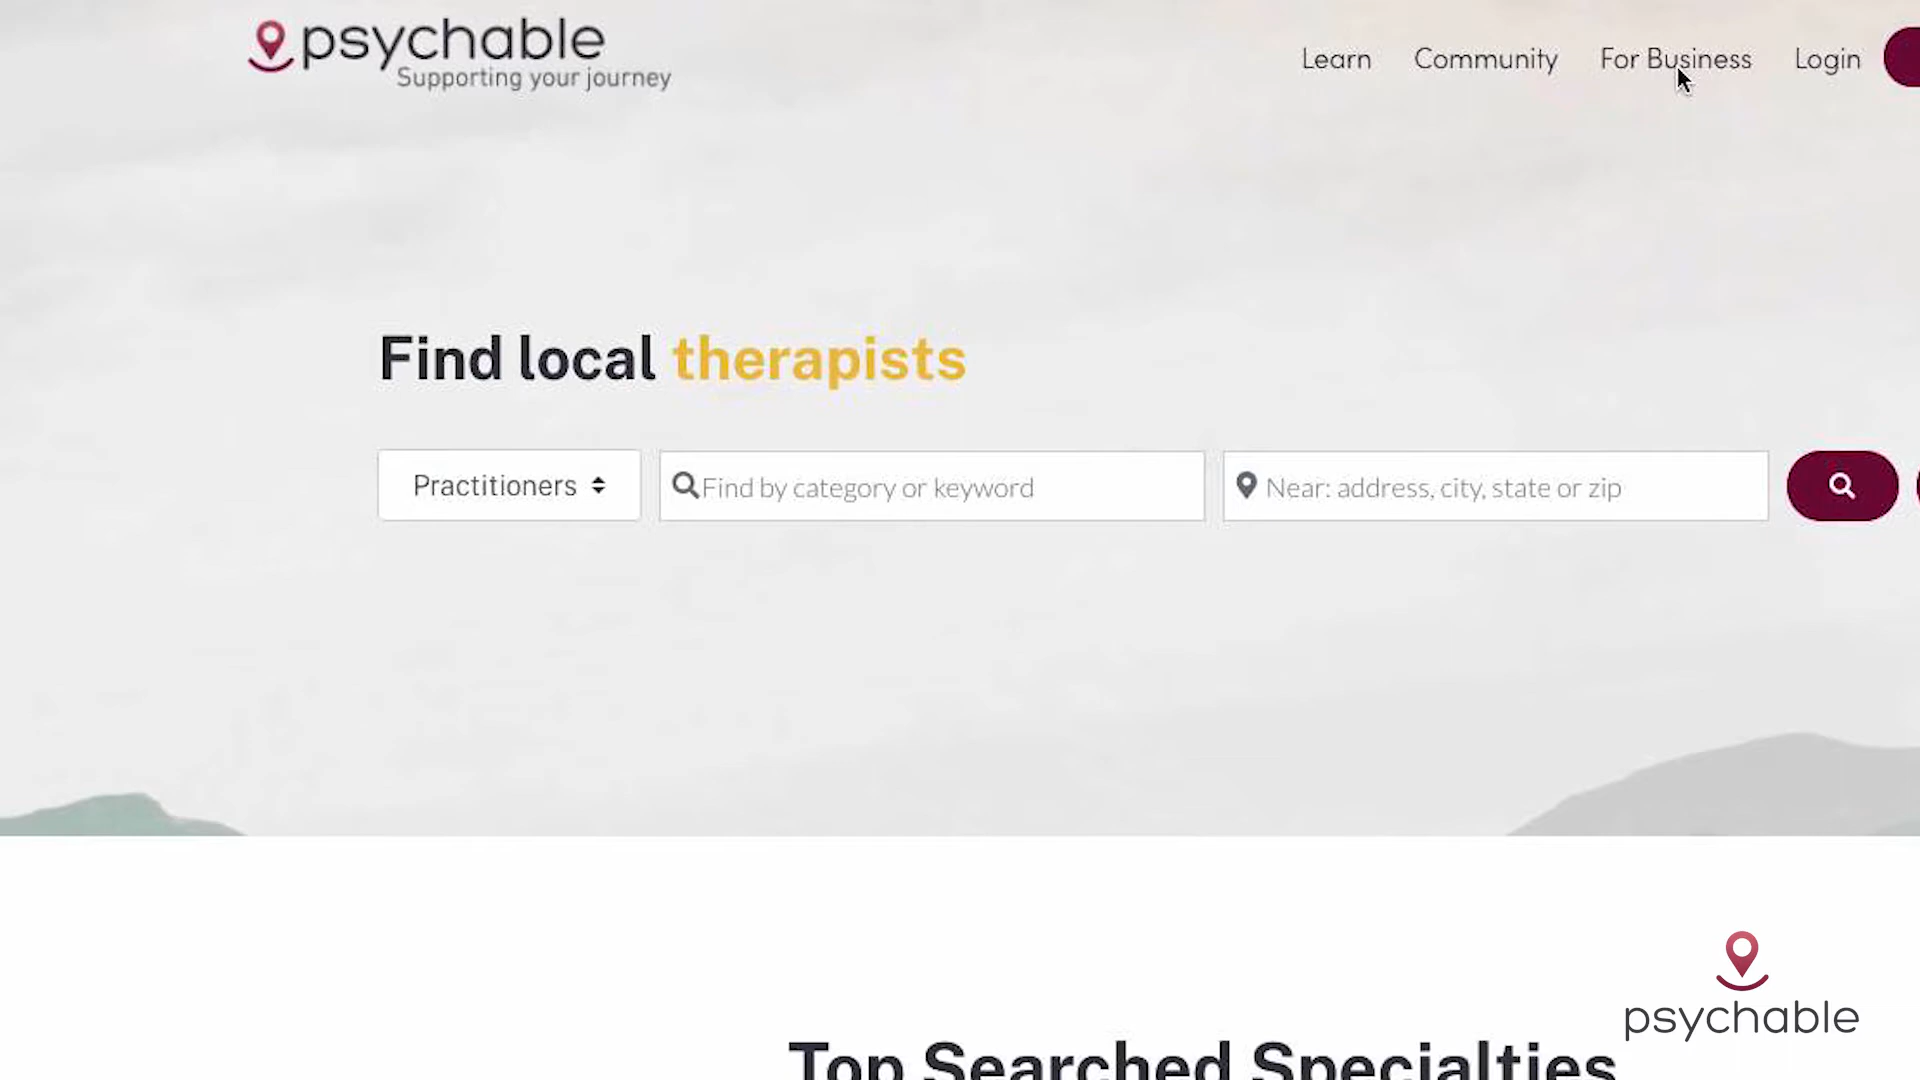 psychable
Supporting your journey
Learn Community For Business Login
Find local therapists
Practitioners Find by category or keyword Near: address, city, state or zip
psychable
Top Searched Specialties